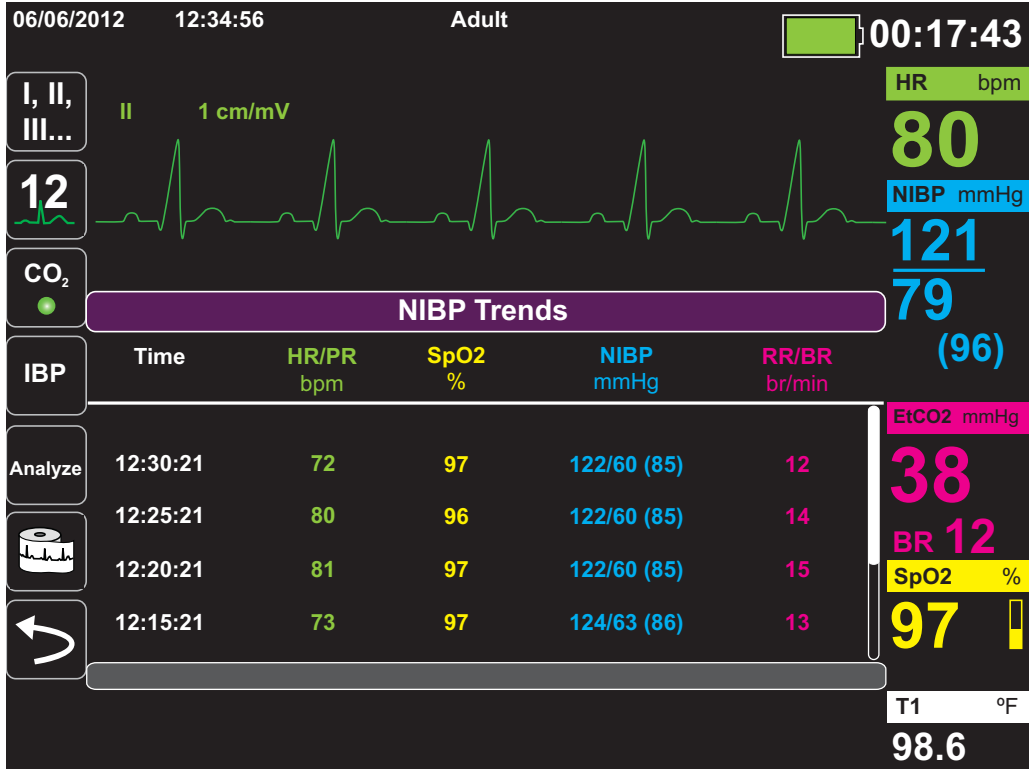 06/06/2012 12:34:56 Adult 00:17:43
I, II,
III...
12
CO₂
IBP
Analyze
II 1 cm/mV
NIBP Trends
Time HR/PR SpO2 NIBP RR/BR
bpm % mmHg br/min
12:30:21 72 97 122/60 (85) 12
12:25:21 80 96 122/60 (85) 14
12:20:21 81 97 122/60 (85) 15
12:15:21 73 97 124/63 (86) 13
HR bpm
80
NIBP mmHg
121
79
(96)
EtCO2 mmHg
38
BR 12
SpO2 %
97
T1 ºF
98.6